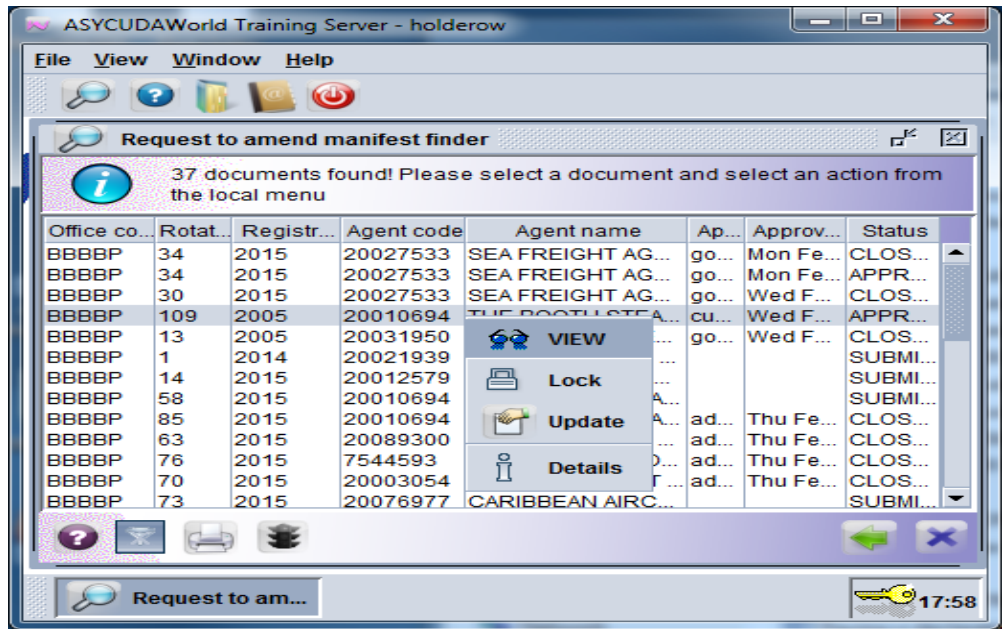 ASYCUDAWorld Training Server - holderow
File View Window Help
Request to amend manifest finder
37 documents found! Please select a document and select an action from
the local menu
Office co... Rotat... Registr... Agent code Agent name Ap... Approv... Status
BBBBP 34 2015 20027533 SEA FREIGHT AG... go... Mon Fe... CLOS...
BBBBP 34 2015 20027533 SEA FREIGHT AG... go... Mon Fe... APPR...
BBBBP 30 2015 20027533 SEA FREIGHT AG... go... Wed F... CLOS...
BBBBP 109 2005 20010694 THE BOOTH STEA... cu... Wed F... APPR...
BBBBP 13 2005 20031950 ... go... Wed F... CLOS...
BBBBP 1 2014 20021939 ... SUBMI...
BBBBP 14 2015 20012579 ... SUBMI...
BBBBP 58 2015 20010694 A... SUBMI...
BBBBP 85 2015 20010694 A... ad... Thu Fe... CLOS...
BBBBP 63 2015 20089300 ... ad... Thu Fe... CLOS...
BBBBP 76 2015 7544593 ... ad... Thu Fe... CLOS...
BBBBP 70 2015 20003054 T ... ad... Thu Fe... CLOS...
BBBBP 73 2015 20076977 CARIBBEAN AIRC... SUBMI...
VIEW
Lock
Update
Details
Request to am...
17:58